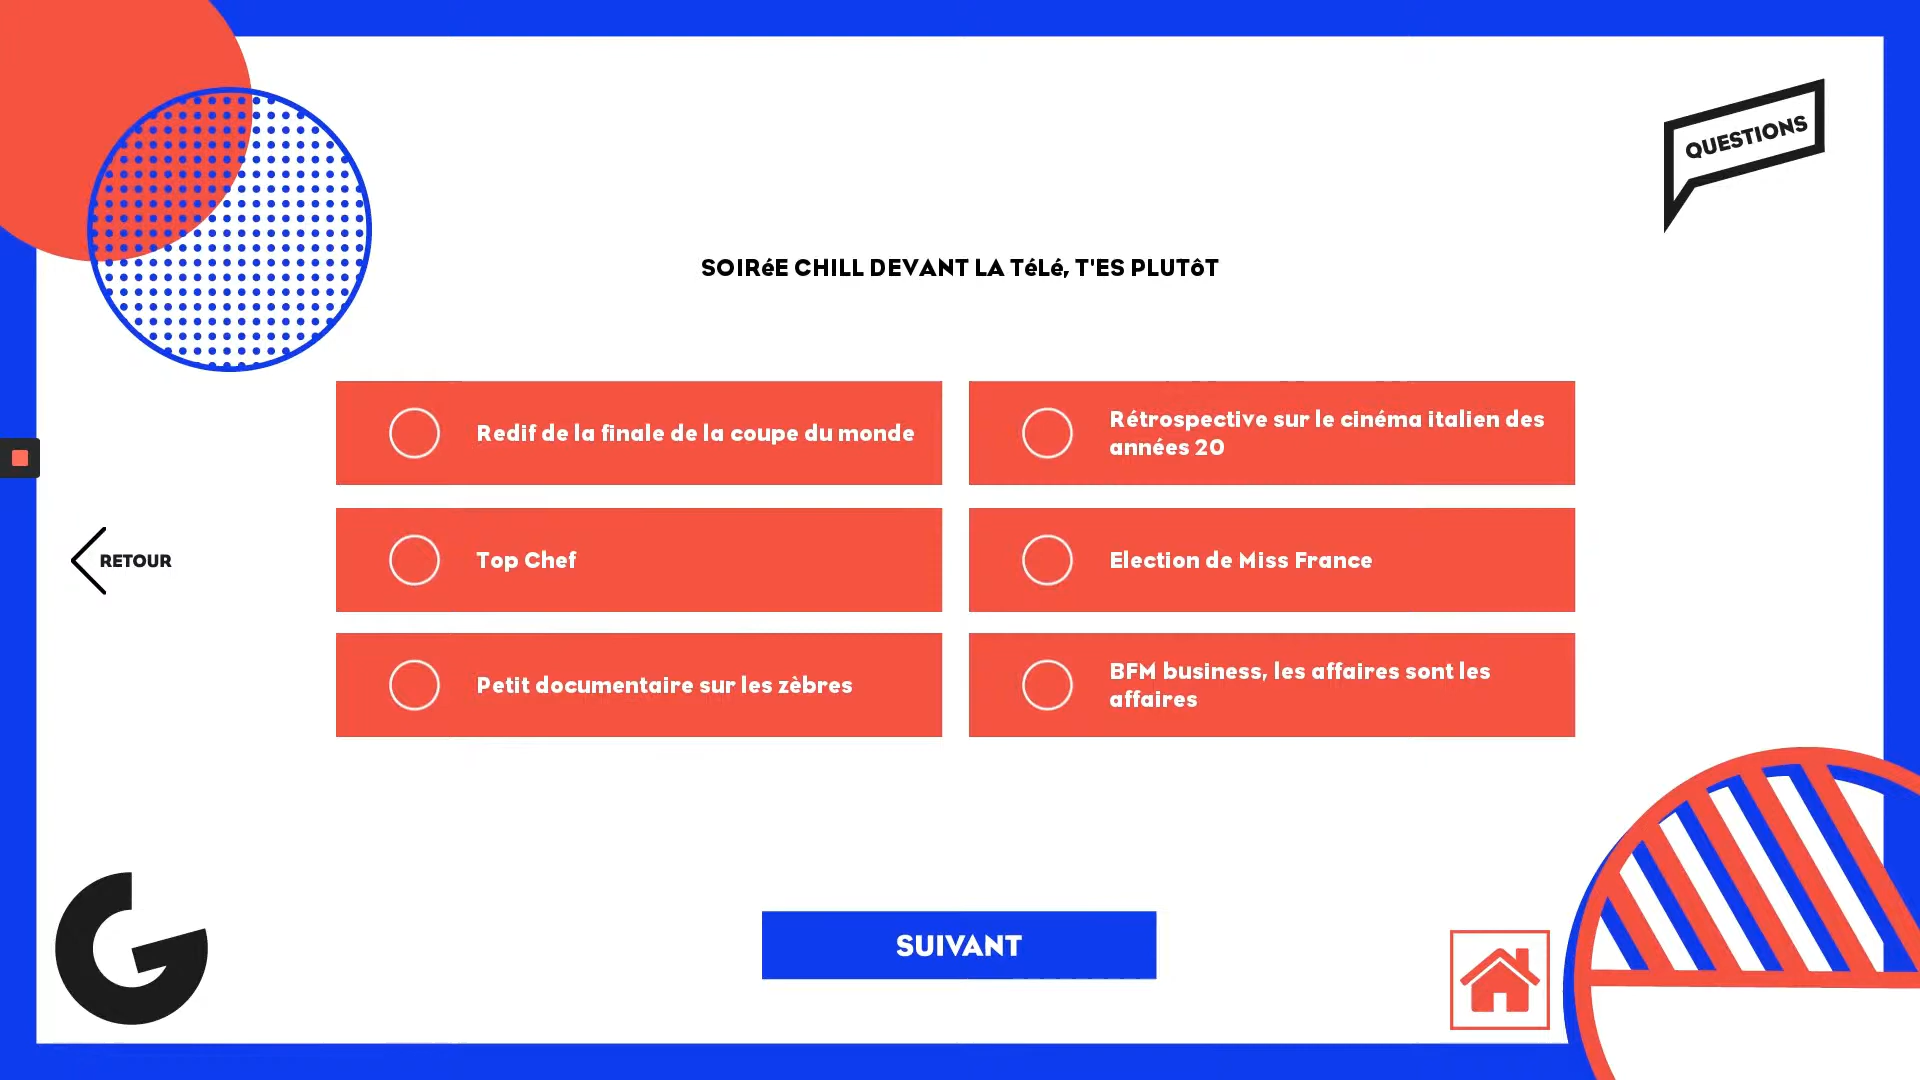 QUESTIONS
SOIRéE CHILL DEVANT LA TéLé, T'ES PLUTôT
Redif de la finale de la coupe du monde
Rétrospective sur le cinéma italien des
années 20
Top Chef
Election de Miss France
Petit documentaire sur les zèbres
BFM business, les affaires sont les
affaires
RETOUR
SUIVANT
G